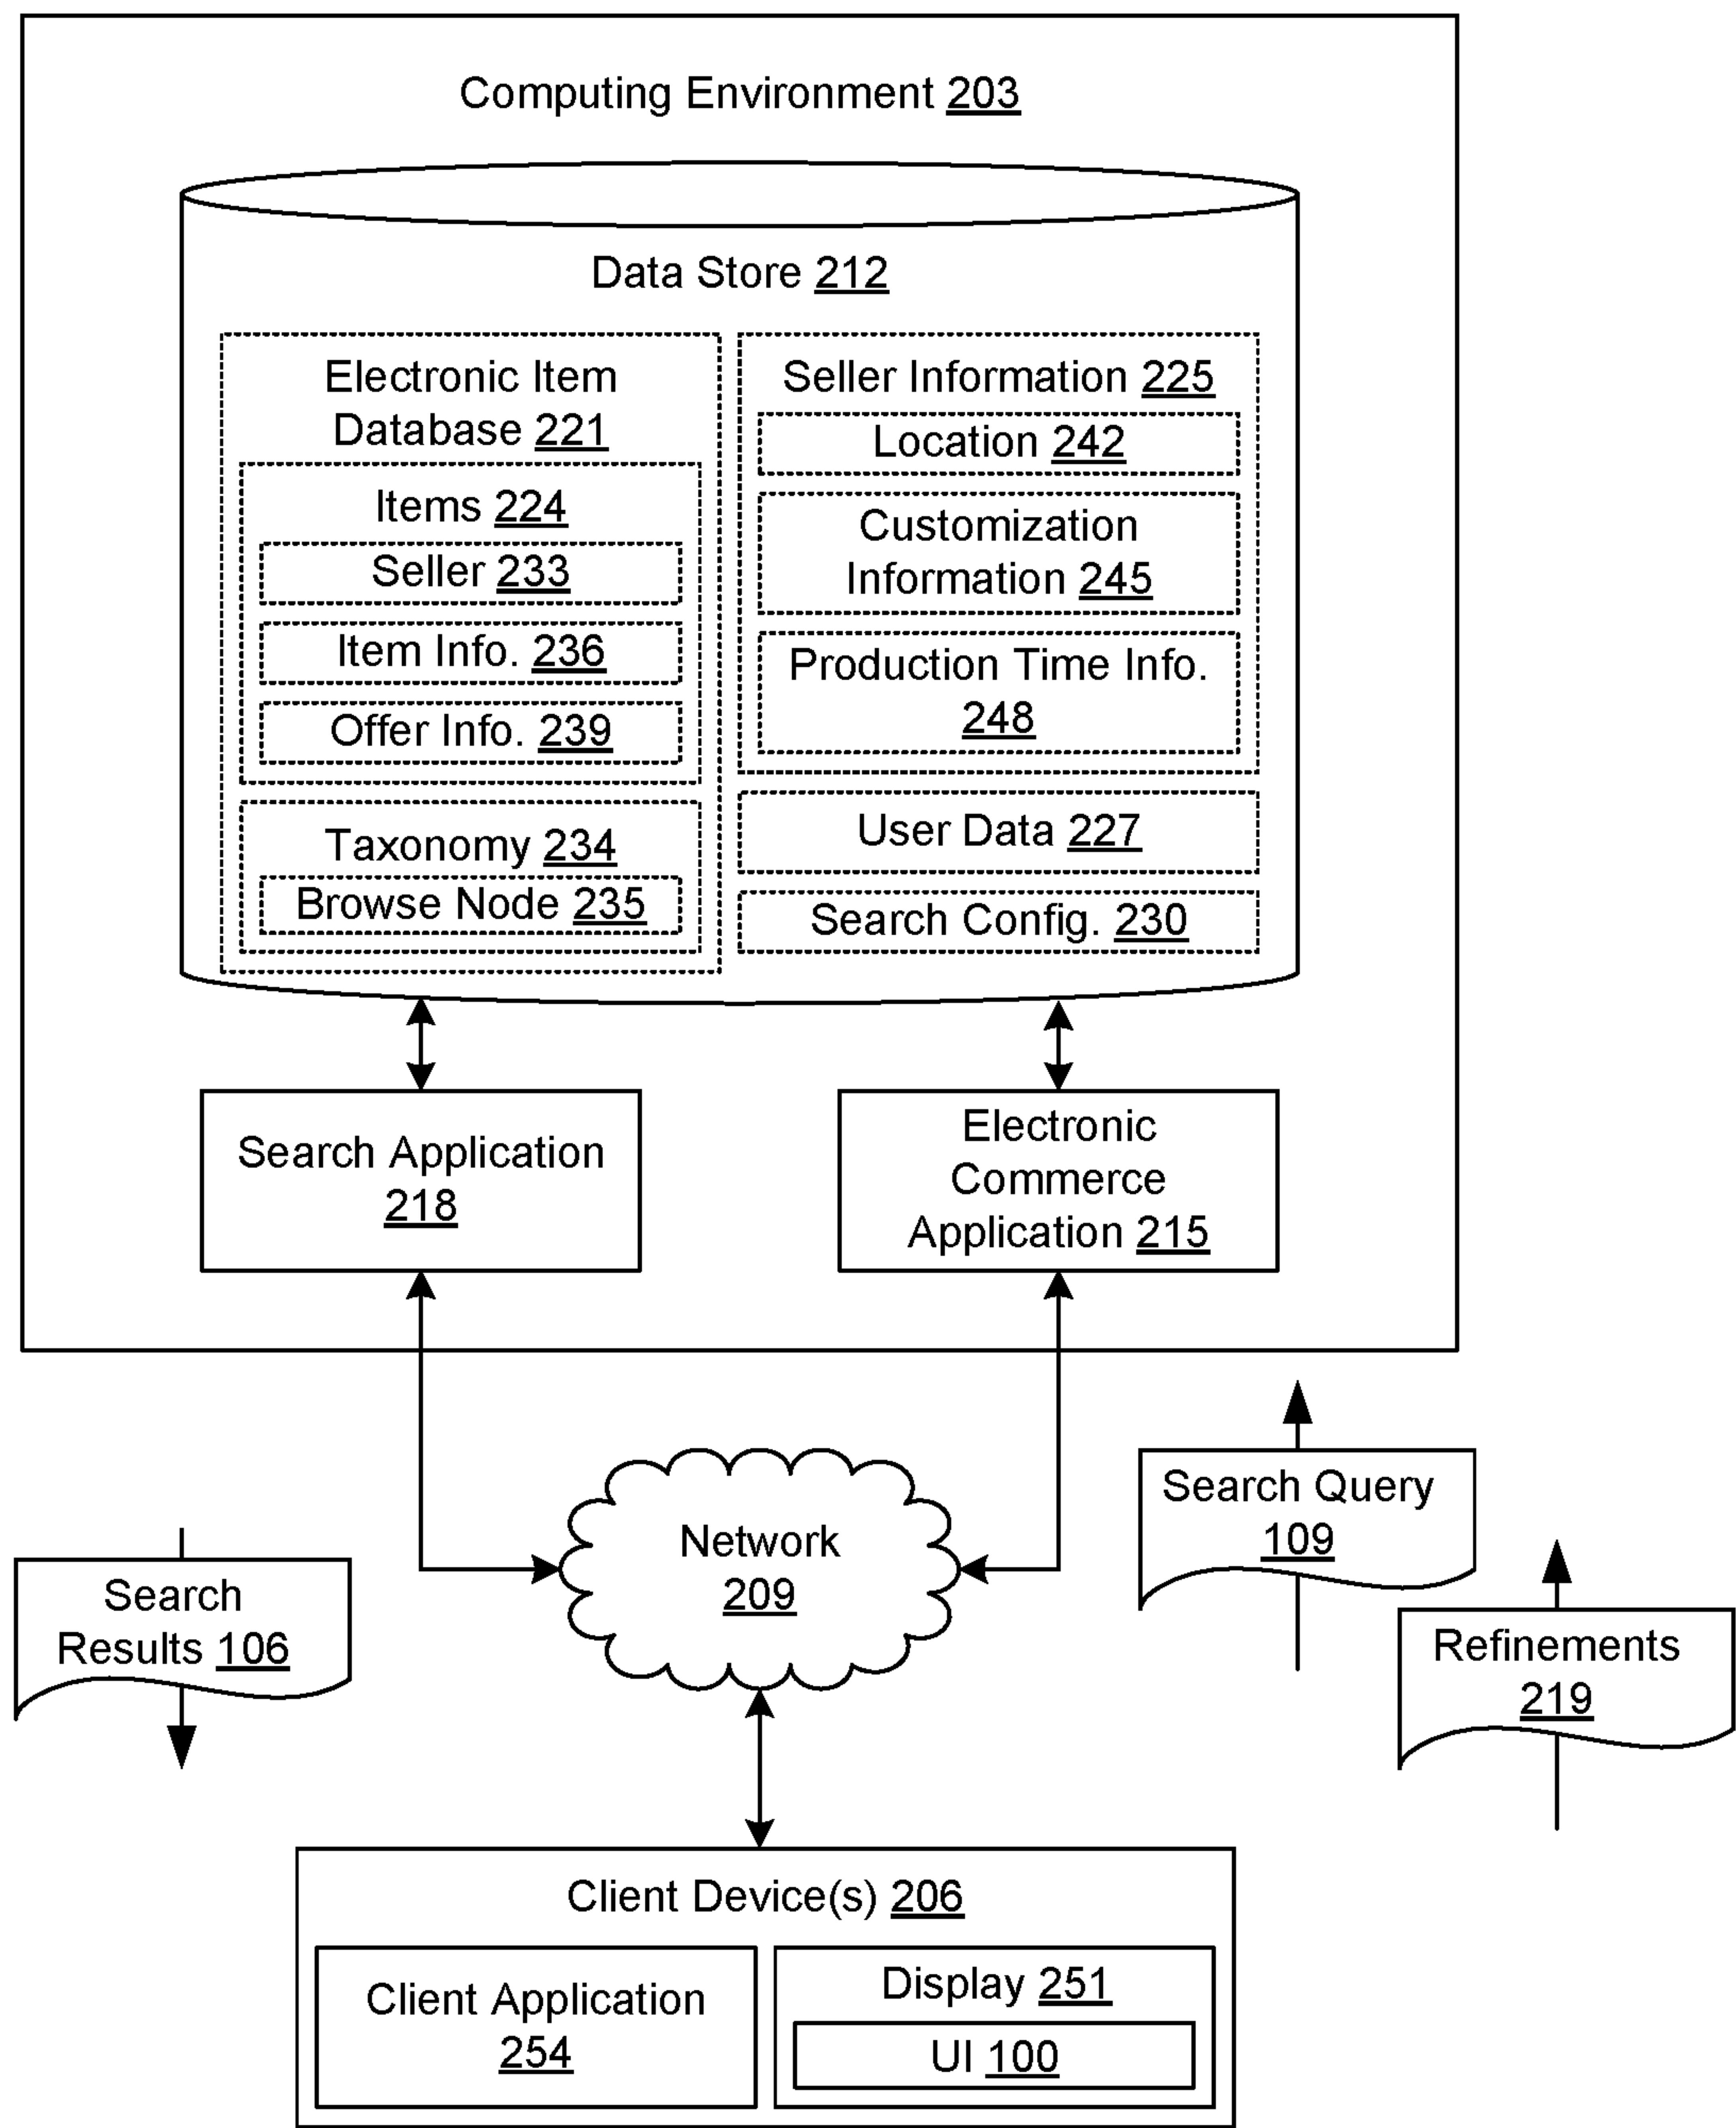 Computing Environment 203
Data Store 212
Electronic Item
Database 221
Items 224
Seller 233
Item Info. 236
Offer Info. 239
Taxonomy 234
Browse Node 235
Seller Information 225
Location 242
Customization
Information 245
Production Time Info.
248
User Data 227
Search Config. 230
Search Application
218
Electronic
Commerce
Application 215
Search Query
109
Network
209
Search
Results 106
Refinements
219
Client Device(s) 206
Client Application
254
Display 251
UI 100